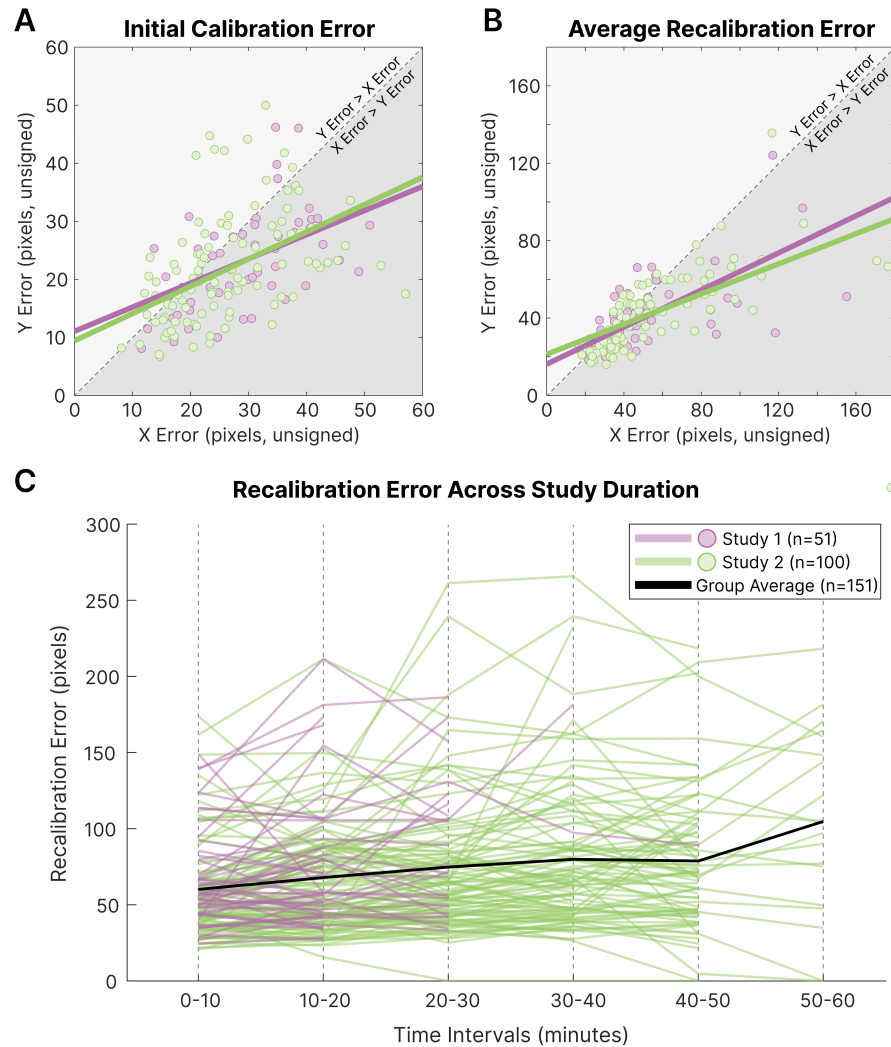 A
Initial Calibration Error
60
50
40
30
20
10
0
Y Error (pixels, unsigned)
Y Error > X Error
X Error > Y Error
0 10 20 30 40 50 60
X Error (pixels, unsigned)
B
Average Recalibration Error
160
120
80
40
0
Y Error (pixels, unsigned)
Y Error > X Error
X Error > Y Error
0 40 80 120 160
X Error (pixels, unsigned)
C
Recalibration Error Across Study Duration
300
250
200
150
100
50
0
Recalibration Error (pixels)
Study 1 (n=51)
Study 2 (n=100)
Group Average (n=151)
0-10 10-20 20-30 30-40 40-50 50-60
Time Intervals (minutes)